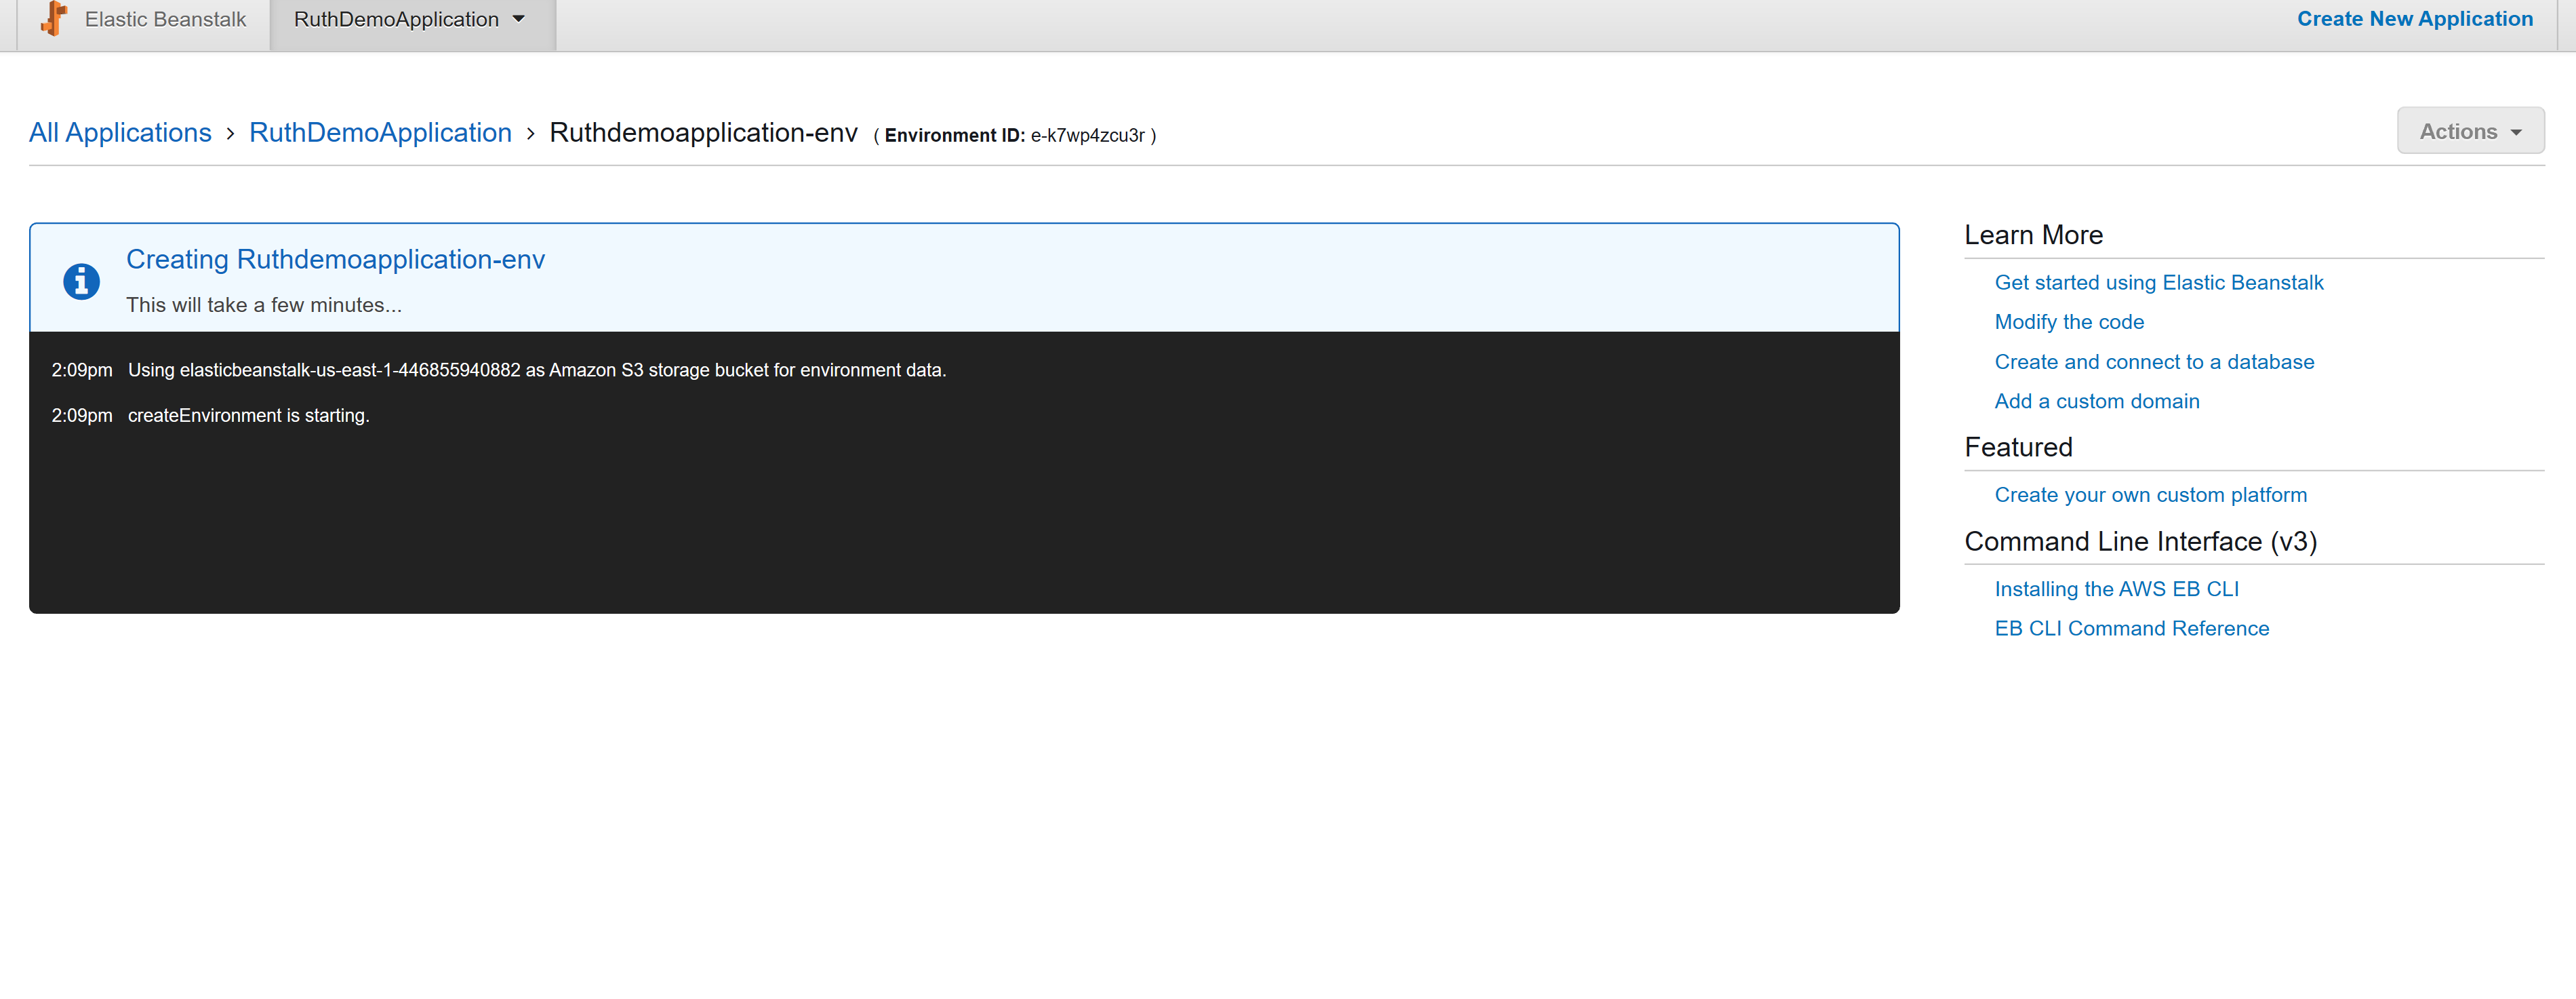 Elastic Beanstalk RuthDemoApplication Create New Application
All Applications › RuthDemoApplication › Ruthdemoapplication-env ( Environment ID: e-k7wp4zcu3r )
Actions
Creating Ruthdemoapplication-env
This will take a few minutes...
2:09pm Using elasticbeanstalk-us-east-1-446855940882 as Amazon S3 storage bucket for environment data.
2:09pm createEnvironment is starting.
Learn More
Get started using Elastic Beanstalk
Modify the code
Create and connect to a database
Add a custom domain
Featured
Create your own custom platform
Command Line Interface (v3)
Installing the AWS EB CLI
EB CLI Command Reference